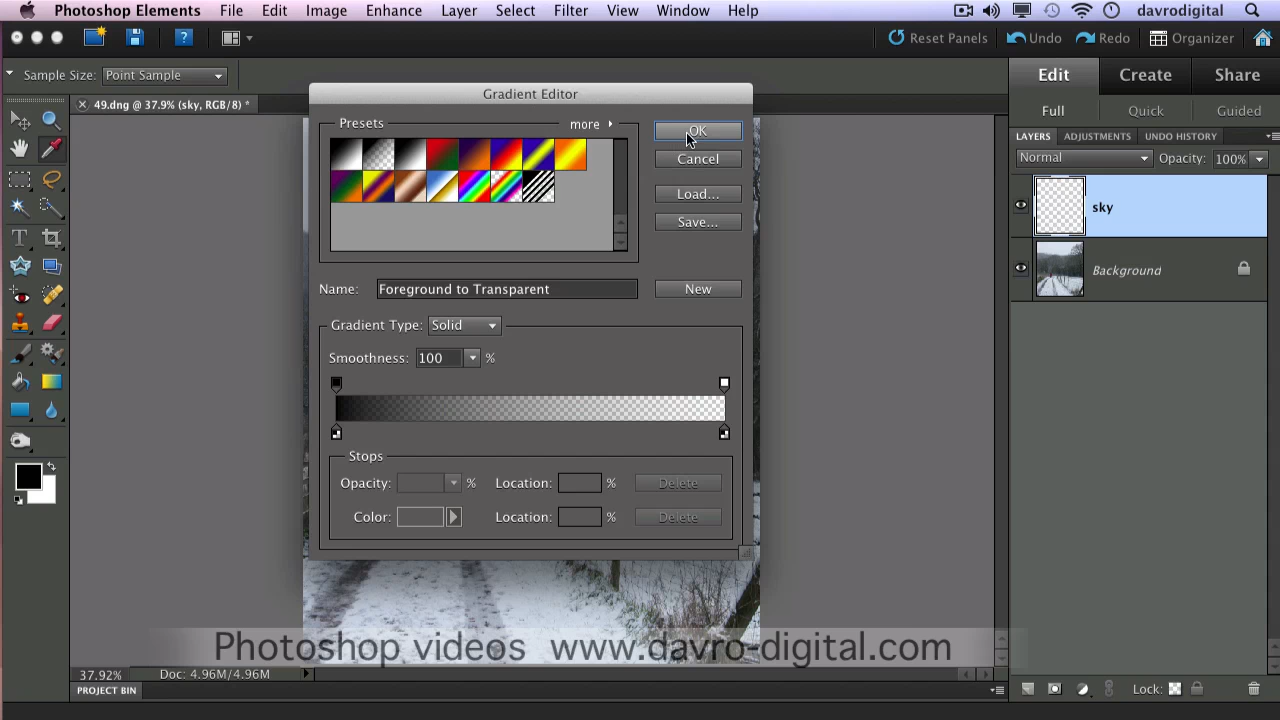 Photoshop Elements File Edit Image Enhance Layer Select Filter View Window Help davrodigital
Reset Panels Undo Redo Organizer
Sample Size: Point Sample
Edit Create Share
49.dng @ 37.9% (sky, RGB/8) *
Full Quick Guided
Gradient Editor
Presets more
OK
Cancel
Load...
Save...
LAYERS ADJUSTMENTS UNDO HISTORY
Normal Opacity: 100%
sky
Background
Name: Foreground to Transparent New
Gradient Type: Solid
Smoothness: 100 %
Stops
Opacity: % Location: % Delete
Color: Location: % Delete
Photoshop videos www.davro-digital.com
37.92% Doc: 4.96M/4.96M
PROJECT BIN
Lock: